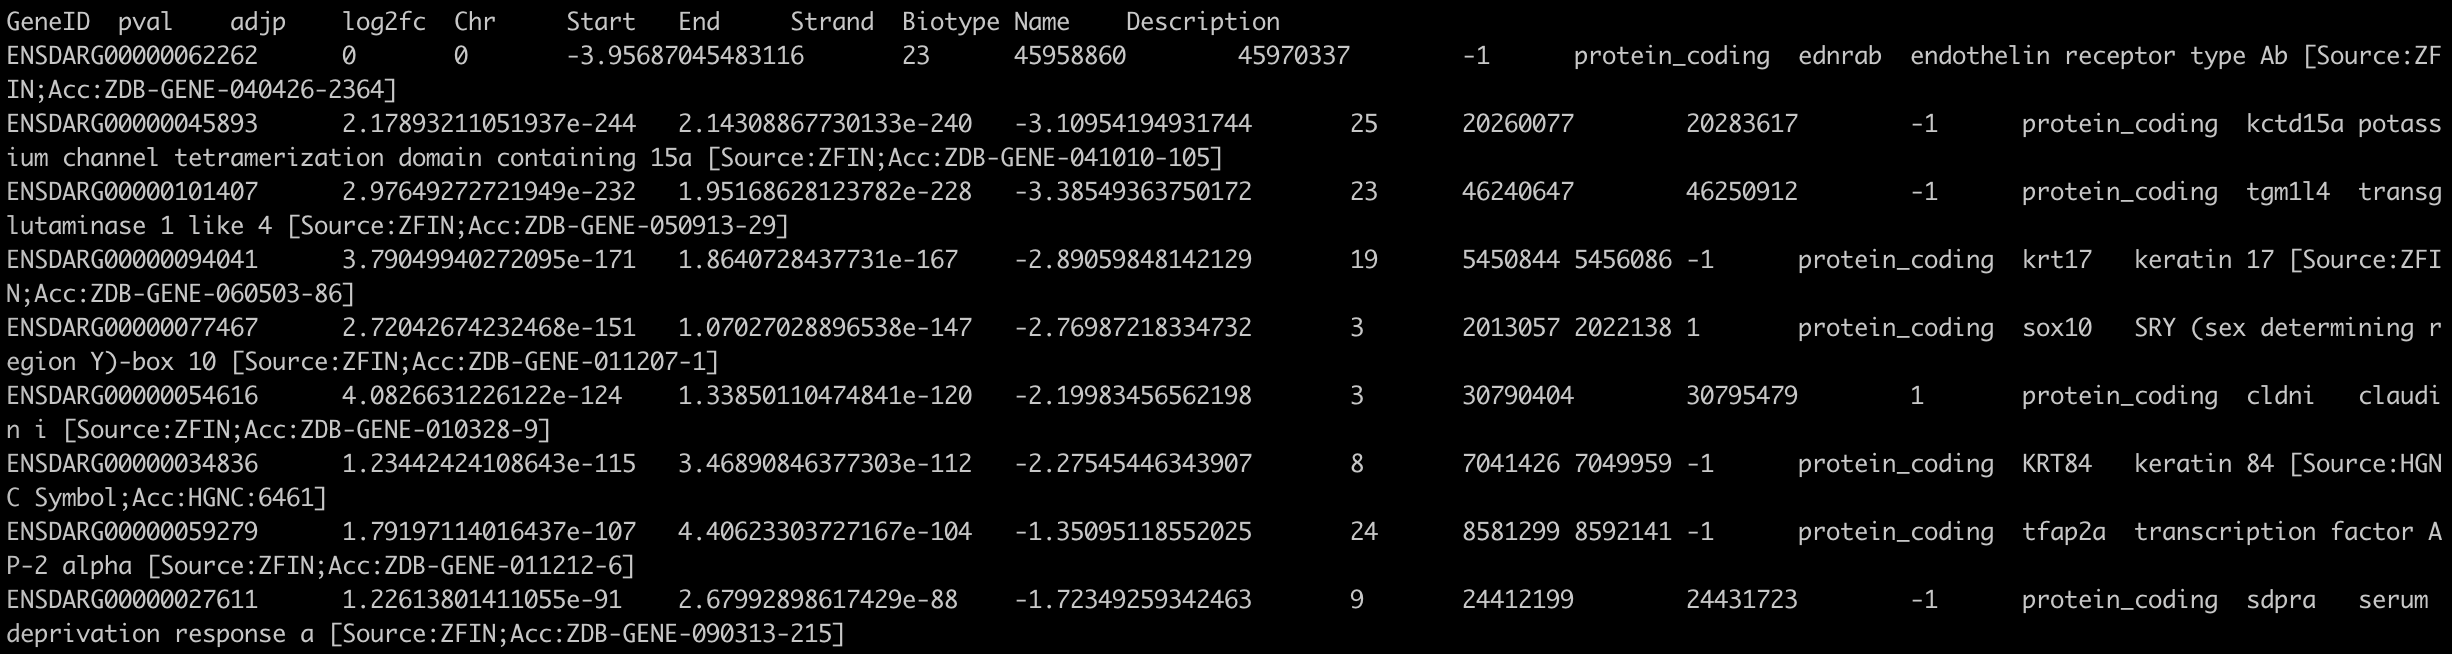 GeneID pval adjp log2fc Chr Start End Strand Biotype Name Description
ENSDARG00000062262 0 0 -3.95687045483116 23 45958860 45970337 -1 protein_coding ednrab endothelin receptor type Ab [Source:ZF
IN;Acc:ZDB-GENE-040426-2364]
ENSDARG00000045893 2.17893211051937e-244 2.14308867730133e-240 -3.10954194931744 25 20260077 20283617 -1 protein_coding kctd15a potass
ium channel tetramerization domain containing 15a [Source:ZFIN;Acc:ZDB-GENE-041010-105]
ENSDARG00000101407 2.97649272721949e-232 1.95168628123782e-228 -3.38549363750172 23 46240647 46250912 -1 protein_coding tgm1l4 transg
lutaminase 1 like 4 [Source:ZFIN;Acc:ZDB-GENE-050913-29]
ENSDARG00000094041 3.79049940272095e-171 1.8640728437731e-167 -2.89059848142129 19 5450844 5456086 -1 protein_coding krt17 keratin 17 [Source:ZFI
N;Acc:ZDB-GENE-060503-86]
ENSDARG00000077467 2.72042674232468e-151 1.07027028896538e-147 -2.76987218334732 3 2013057 2022138 1 protein_coding sox10 SRY (sex determining r
egion Y)-box 10 [Source:ZFIN;Acc:ZDB-GENE-011207-1]
ENSDARG00000054616 4.0826631226122e-124 1.33850110474841e-120 -2.19983456562198 3 30790404 30795479 1 protein_coding cldni claudi
n i [Source:ZFIN;Acc:ZDB-GENE-010328-9]
ENSDARG00000034836 1.23442424108643e-115 3.46890846377303e-112 -2.27545446343907 8 7041426 7049959 -1 protein_coding KRT84 keratin 84 [Source:HGN
C Symbol;Acc:HGNC:6461]
ENSDARG00000059279 1.79197114016437e-107 4.40623303727167e-104 -1.35095118552025 24 8581299 8592141 -1 protein_coding tfap2a transcription factor A
P-2 alpha [Source:ZFIN;Acc:ZDB-GENE-011212-6]
ENSDARG00000027611 1.22613801411055e-91 2.67992898617429e-88 -1.72349259342463 9 24412199 24431723 -1 protein_coding sdpra serum
deprivation response a [Source:ZFIN;Acc:ZDB-GENE-090313-215]